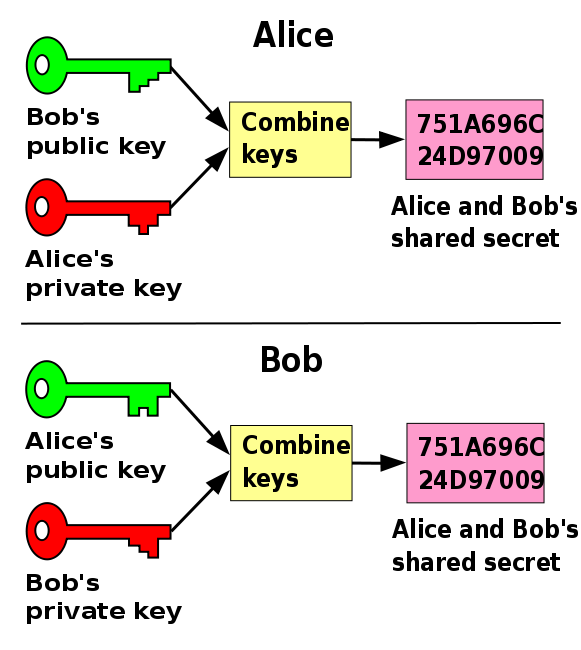 Alice
Bob's
public key
Combine
keys
751A696C
24D97009
Alice and Bob's
shared secret
Alice's
private key
Bob
Alice's
public key
Combine
keys
751A696C
24D97009
Alice and Bob's
shared secret
Bob's
private key